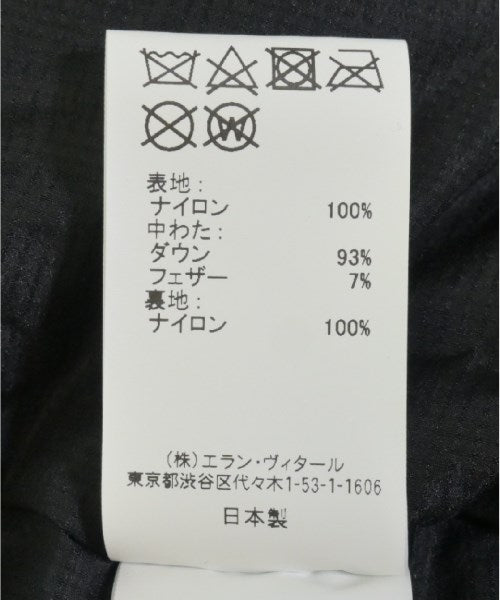 W
表地:
ナイロン 100%
中わた:
ダウン 93%
フェザー 7%
裏地:
ナイロン 100%
(株)エラン・ヴィタール
東京都渋谷区代々木1-53-1-1606
日本製